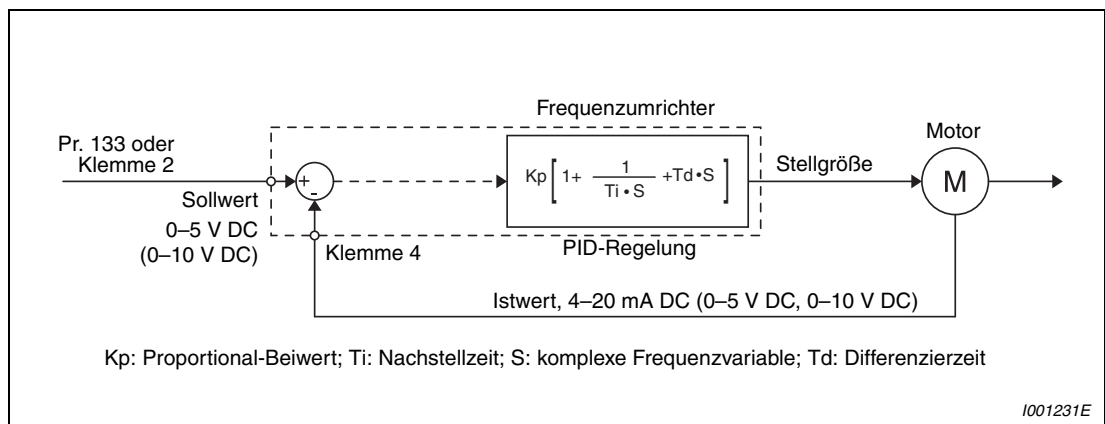 Frequenzumrichter
Pr. 133 oder
Klemme 2
Motor
Stellgröße
+
-
Kp[1+ 1/Ti•S +Td•S]
M
Sollwert
0–5 V DC
(0–10 V DC)
Klemme 4
PID-Regelung
Istwert, 4–20 mA DC (0–5 V DC, 0–10 V DC)
Kp: Proportional-Beiwert; Ti: Nachstellzeit; S: komplexe Frequenzvariable; Td: Differenzierzeit
I001231E